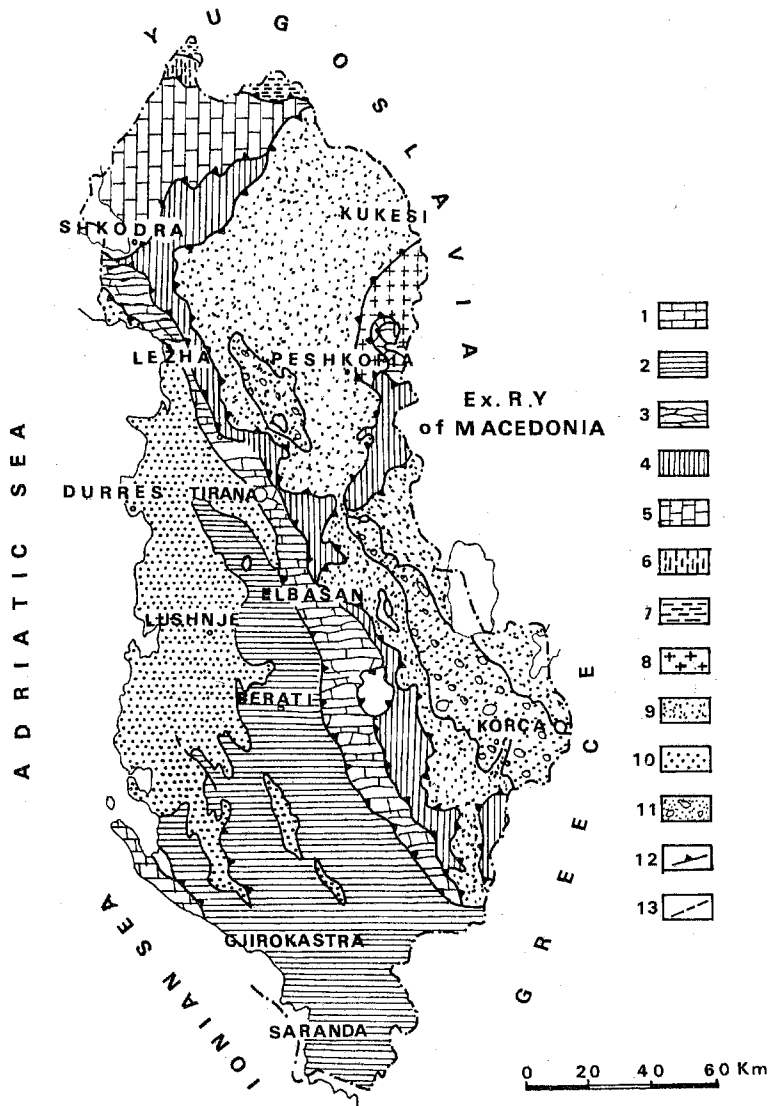 YUGOSLAVIA
KUKESI
SHKODRA
LEZHA
PESHKOPIA
Ex. R.Y
of MACEDONIA
ADRIATIC SEA
DURRES
TIRANA
ELBASAN
LUSHNJE
BERATI
KORÇA
GREECE
GJIROKASTRA
IONIAN SEA
SARANDA
1
2
3
4
5
6
7
8
9
10
11
12
13
0 20 40 60 Km